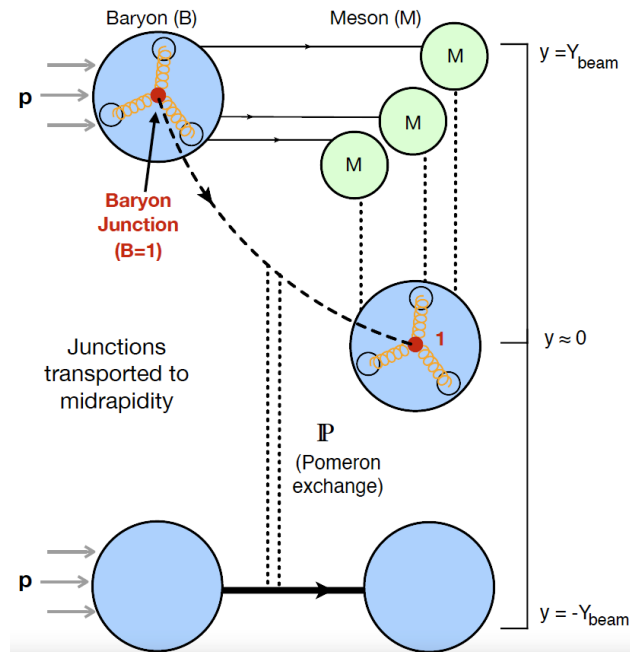 Baryon (B)
Meson (M)
p
M
M
M
y =Y_beam
Baryon
Junction
(B=1)
1
y ≈ 0
Junctions
transported to
midrapidity
ℙ
(Pomeron
exchange)
p
y = -Y_beam